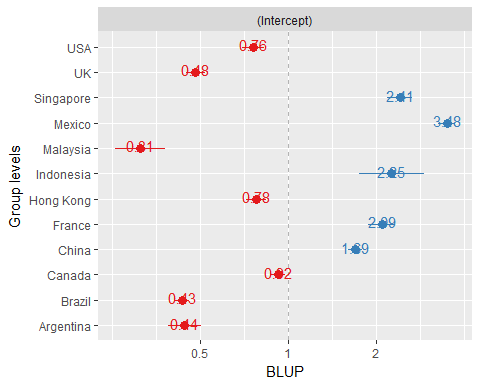 (Intercept)
USA 0.76
UK 0.48
Singapore 2.41
Mexico 3.48
Malaysia 0.31
Indonesia 2.25
Hong Kong 0.78
France 2.09
China 1.69
Canada 0.92
Brazil 0.43
Argentina 0.44
Group levels
0.5 1 2
BLUP